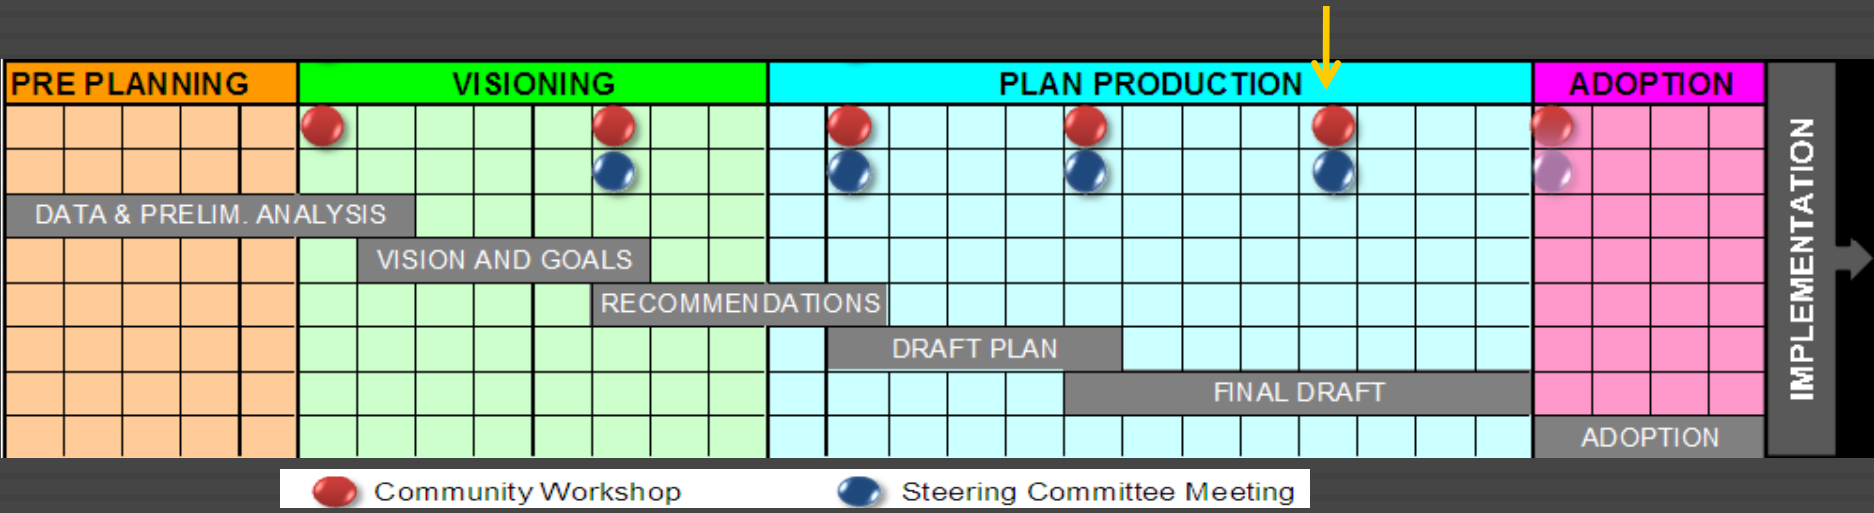 PRE PLANNING
VISIONING
PLAN PRODUCTION
ADOPTION
IMPLEMENTATION
DATA & PRELIM. ANALYSIS
VISION AND GOALS
RECOMMENDATIONS
DRAFT PLAN
FINAL DRAFT
ADOPTION
Community Workshop
Steering Committee Meeting